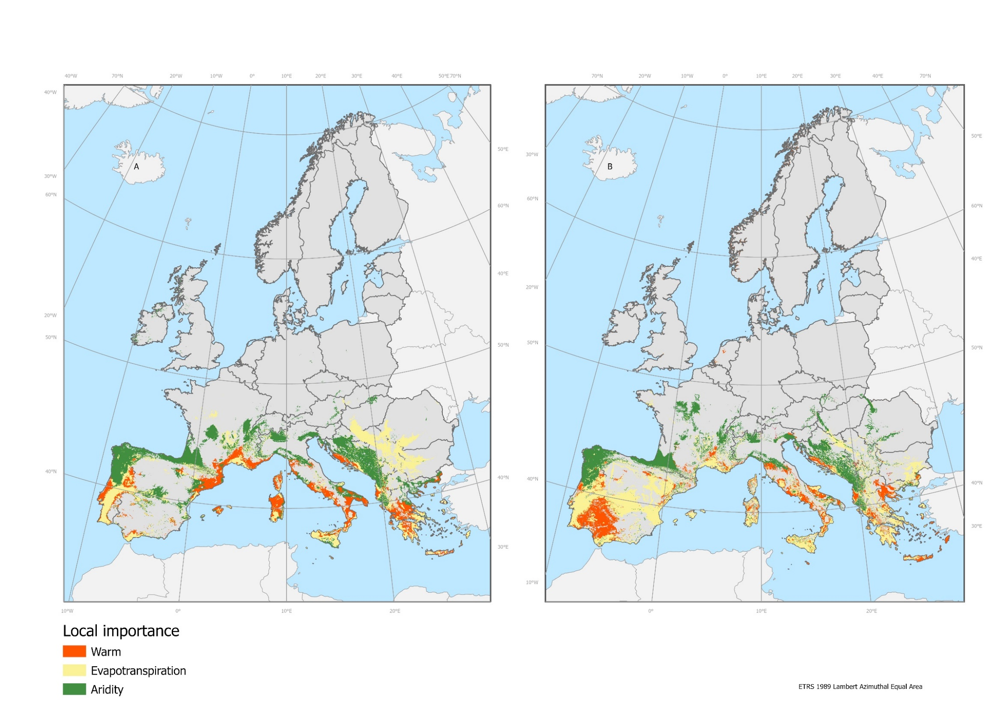 40°W 70°N 20°W 10°W 0° 10°E 20°E 30°E 40°E 50°E 70°N
70°N 20°W 10°W 0° 10°E 20°E 30°E 40°E 70°N
40°W
50°E
50°E
30°W
A
B
30°W
60°N
60°N
60°N
60°N
40°E
40°E
20°W
20°W
50°N
50°N
50°N
50°N
40°N
40°N
40°N
40°N
30°E
30°E
10°W
10°W 0° 10°E 20°E
0° 10°E 20°E
Local importance
Warm
Evapotranspiration
Aridity
ETRS 1989 Lambert Azimuthal Equal Area